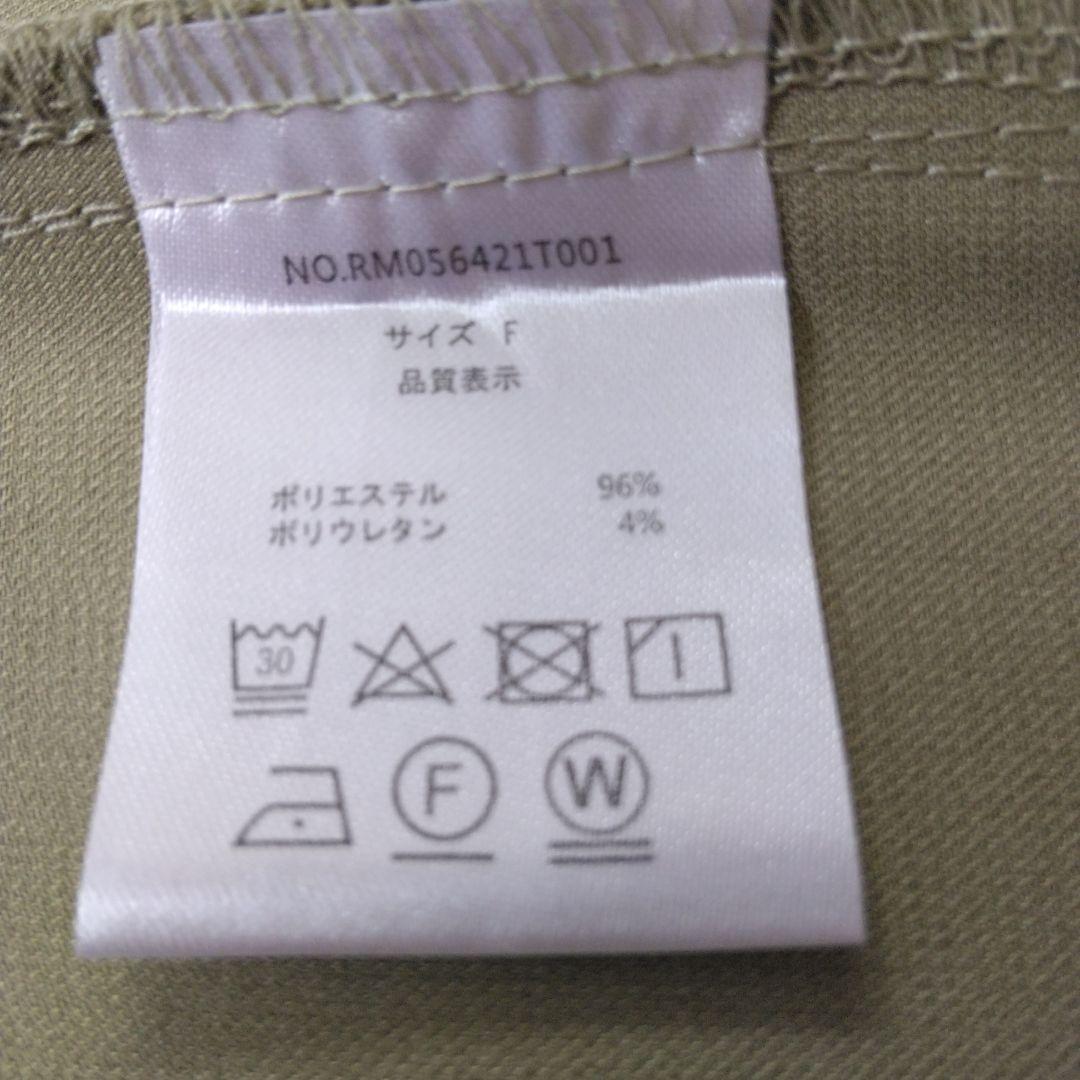 NO.RM056421T001
サイズ F
品質表示
ポリエステル 96%
ポリウレタン 4%
30
F W